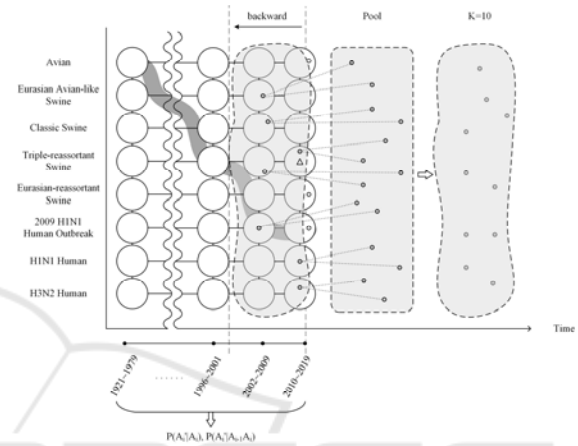 backward Pool K=10
Avian
Eurasian Avian-like
Swine
Classic Swine
Triple-reassortant
Swine
Eurasian-reassortant
Swine
2009 H1N1
Human Outbreak
H1N1 Human
H3N2 Human
Time
1921~1979
......
1996~2001
2002~2009
2010~2019